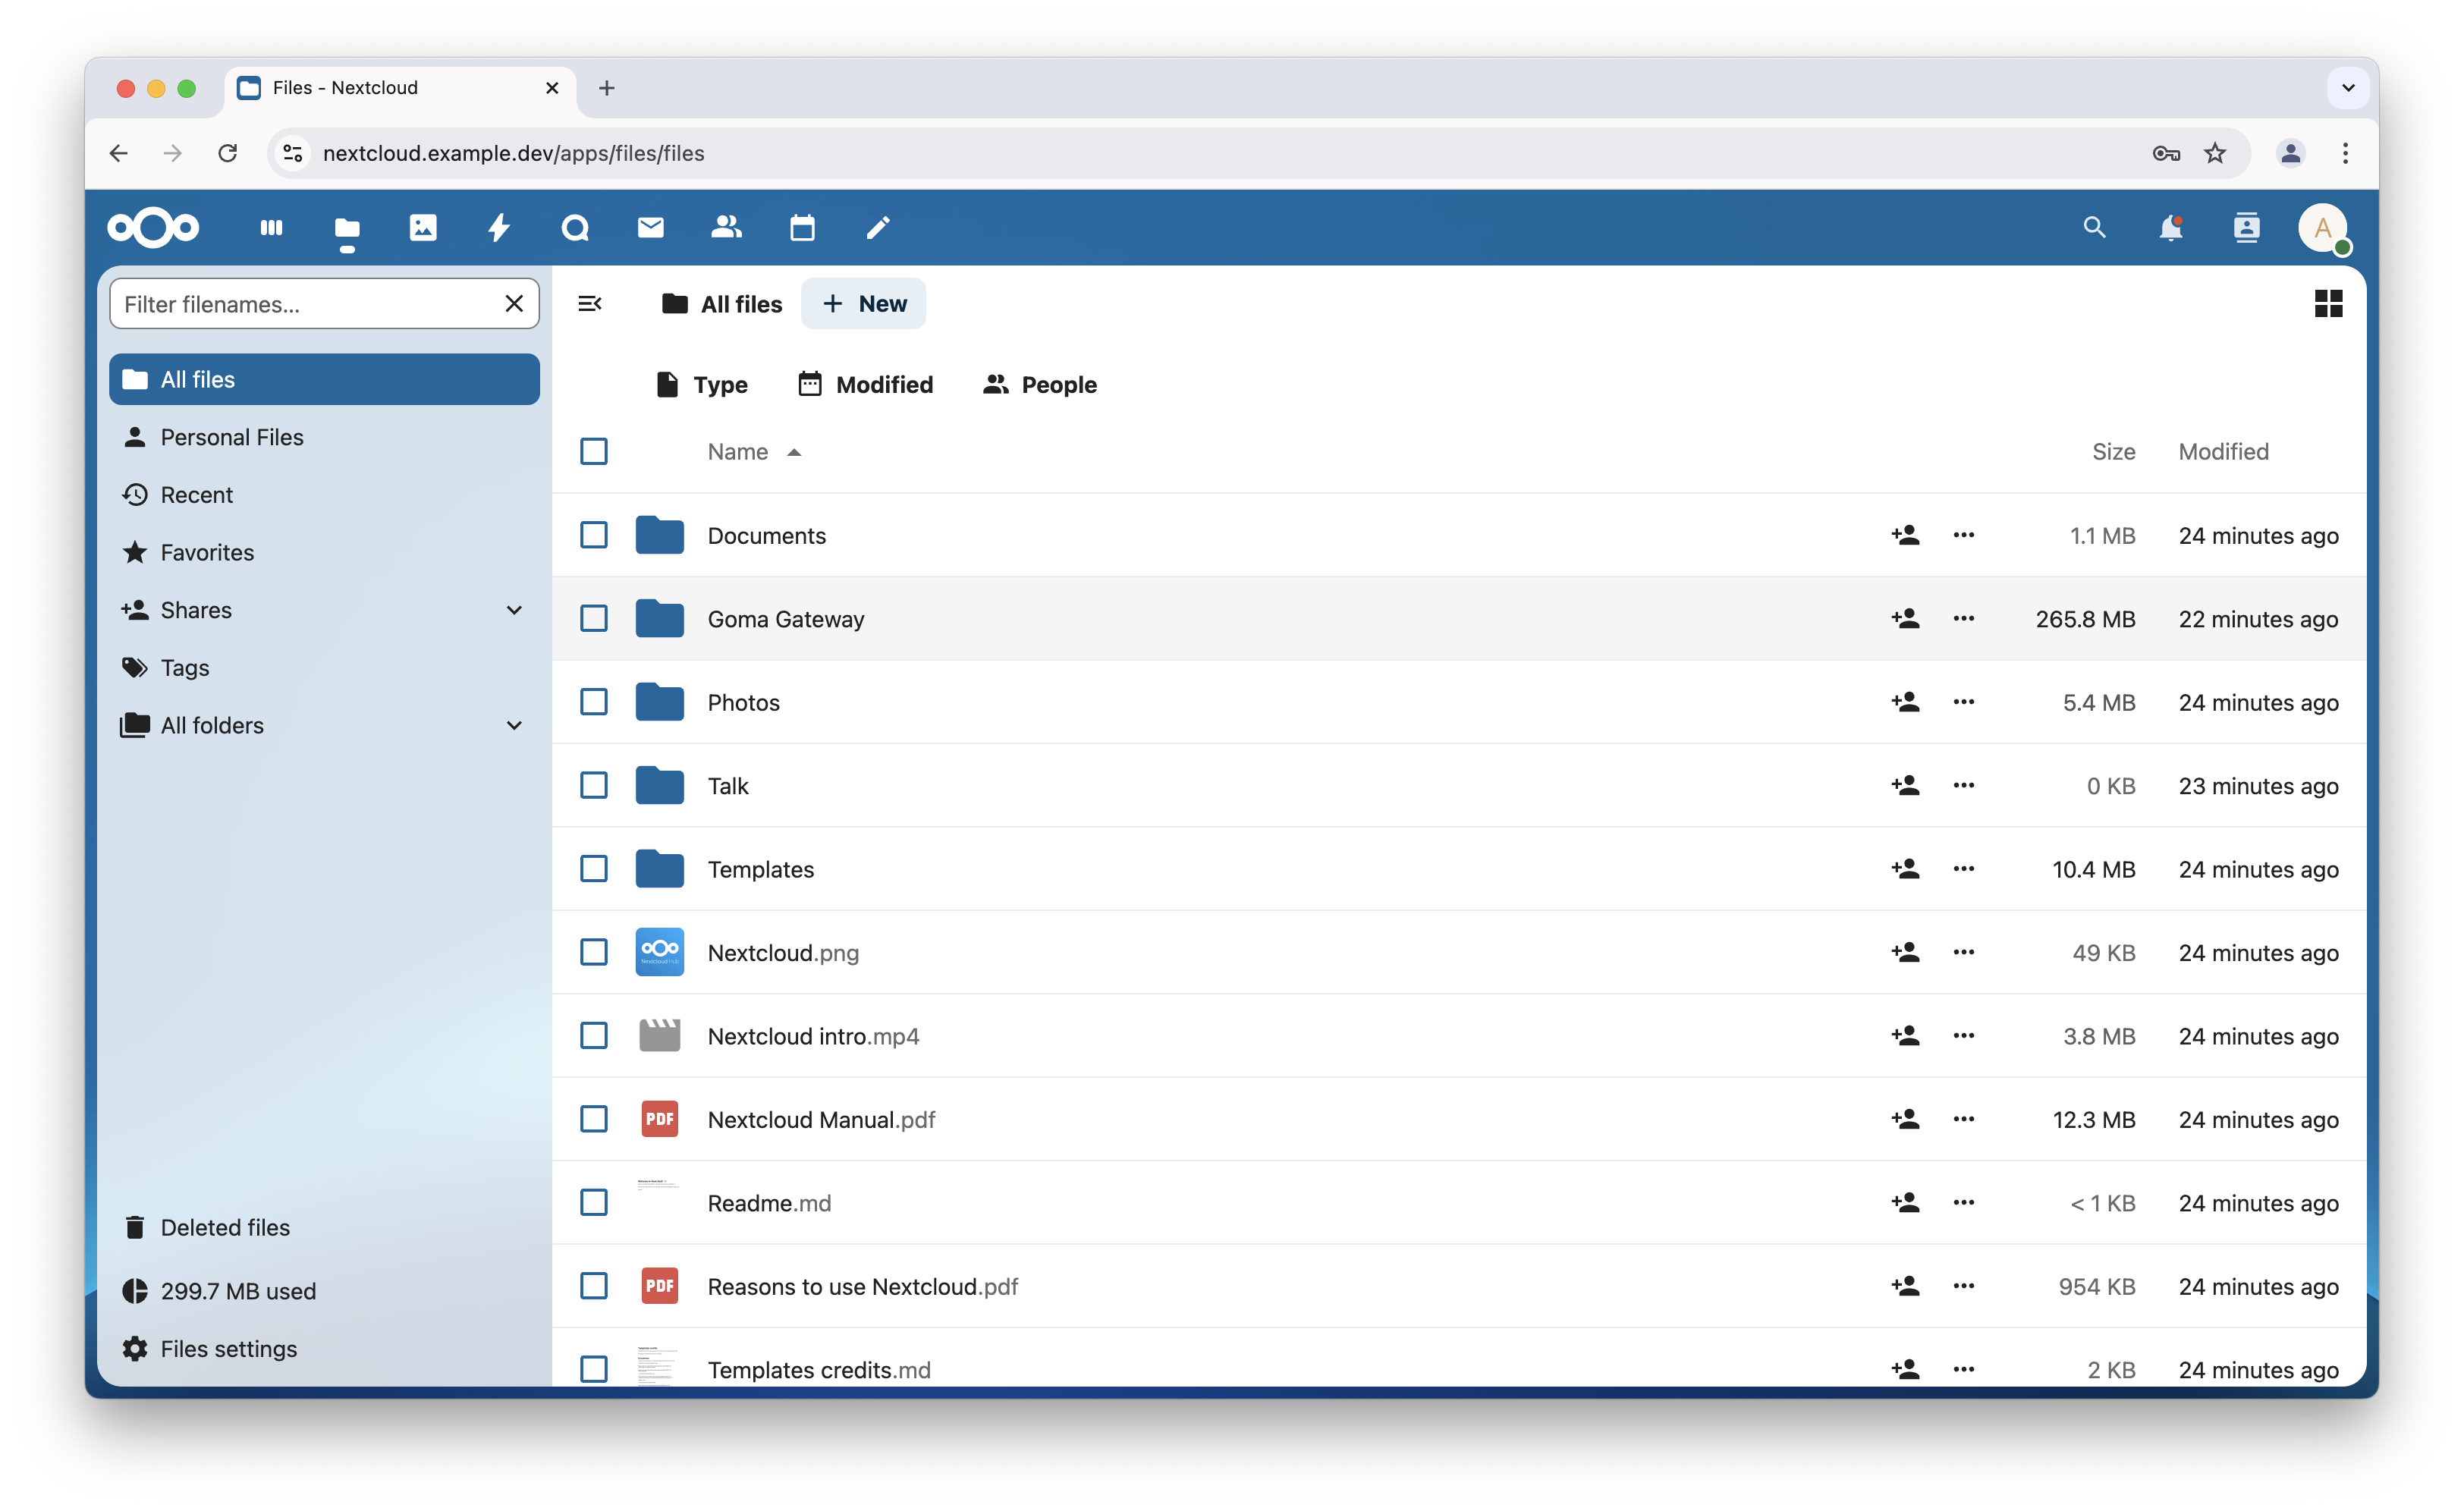 Files - Nextcloud
nextcloud.example.dev/apps/files/files
A
Filter filenames...
All files
New
All files
Personal Files
Recent
Favorites
Shares
Tags
All folders
Deleted files
299.7 MB used
Files settings
Type Modified People
Name Size Modified
Documents 1.1 MB 24 minutes ago
Goma Gateway 265.8 MB 22 minutes ago
Photos 5.4 MB 24 minutes ago
Talk 0 KB 23 minutes ago
Templates 10.4 MB 24 minutes ago
Nextcloud.png 49 KB 24 minutes ago
Nextcloud intro.mp4 3.8 MB 24 minutes ago
PDF Nextcloud Manual.pdf 12.3 MB 24 minutes ago
Readme.md < 1 KB 24 minutes ago
PDF Reasons to use Nextcloud.pdf 954 KB 24 minutes ago
Templates credits.md 2 KB 24 minutes ago